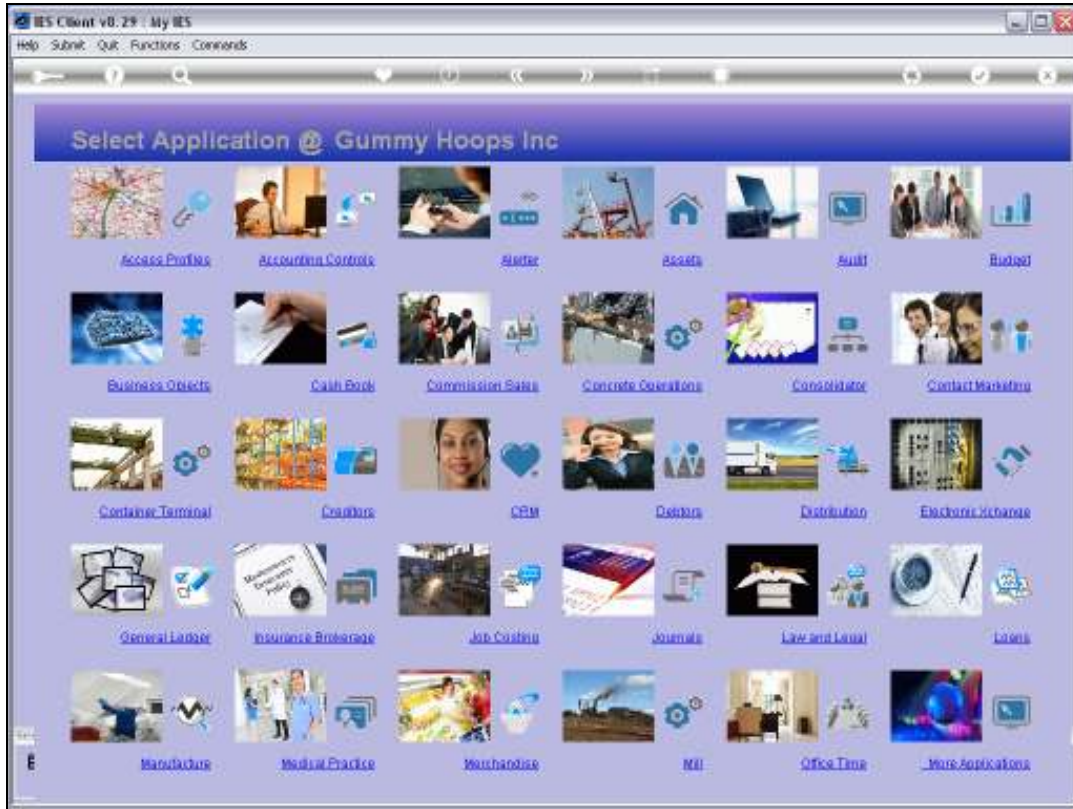 IES Client v0.29 : My IES
Help Submit Quit Functions Commands
Select Application @ Gummy Hoops Inc
Access Profiles Accounting Controls Alerter Assets Audit Budget
Business Objects Cash Book Commission Sales Concrete Operations Consolidator Contact Marketing
Container Terminal Creditors CRM Debtors Distribution Electronic Xchange
General Ledger Insurance Brokerage Job Costing Journals Law and Legal Loans
Manufacture Medical Practice Merchandise Mill Office Time ...More Applications